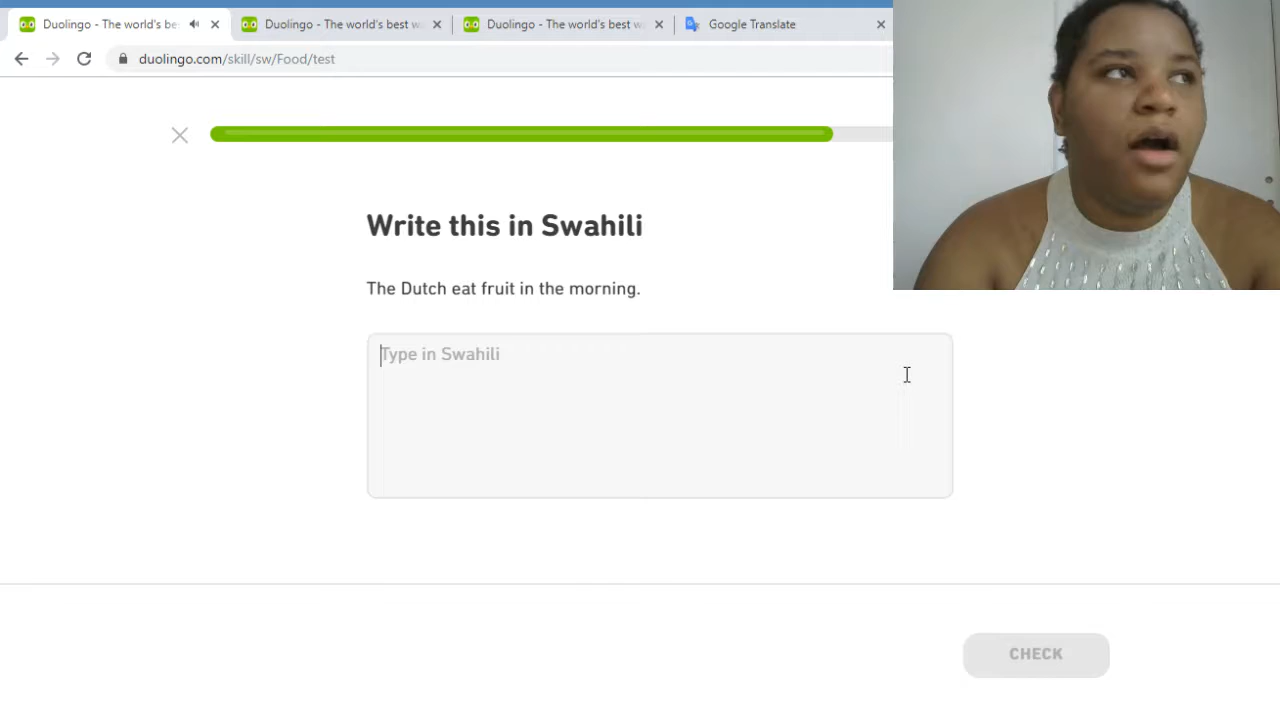 Duolingo - The world's be
Duolingo - The world's best w
Duolingo - The world's best w
Google Translate
duolingo.com/skill/sw/Food/test
Write this in Swahili
The Dutch eat fruit in the morning.
Type in Swahili
CHECK